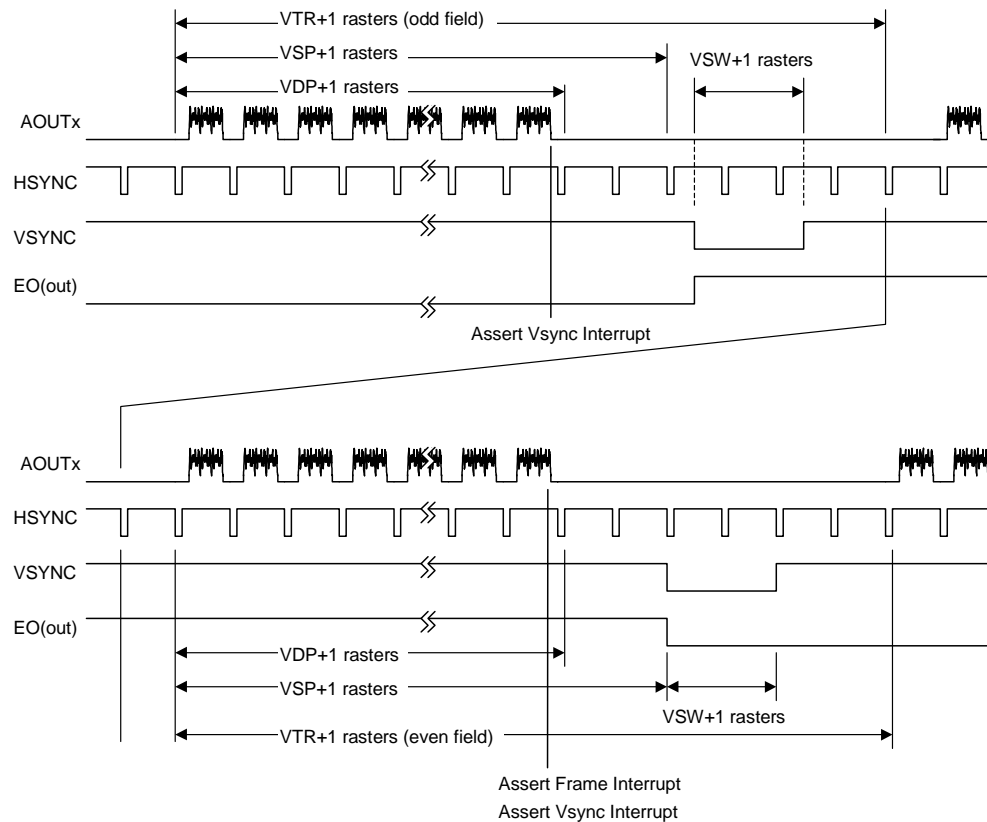 VTR+1 rasters (odd field)
VSP+1 rasters
VSW+1 rasters
VDP+1 rasters
AOUTx
HSYNC
VSYNC
EO(out)
Assert Vsync Interrupt
AOUTx
HSYNC
VSYNC
EO(out)
VDP+1 rasters
VSP+1 rasters
VSW+1 rasters
VTR+1 rasters (even field)
Assert Frame Interrupt
Assert Vsync Interrupt